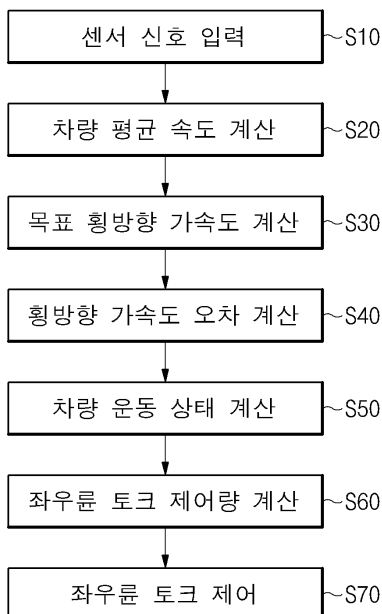 센서 신호 입력 S10
차량 평균 속도 계산 S20
목표 횡방향 가속도 계산 S30
횡방향 가속도 오차 계산 S40
차량 운동 상태 계산 S50
좌우륜 토크 제어량 계산 S60
좌우륜 토크 제어 S70